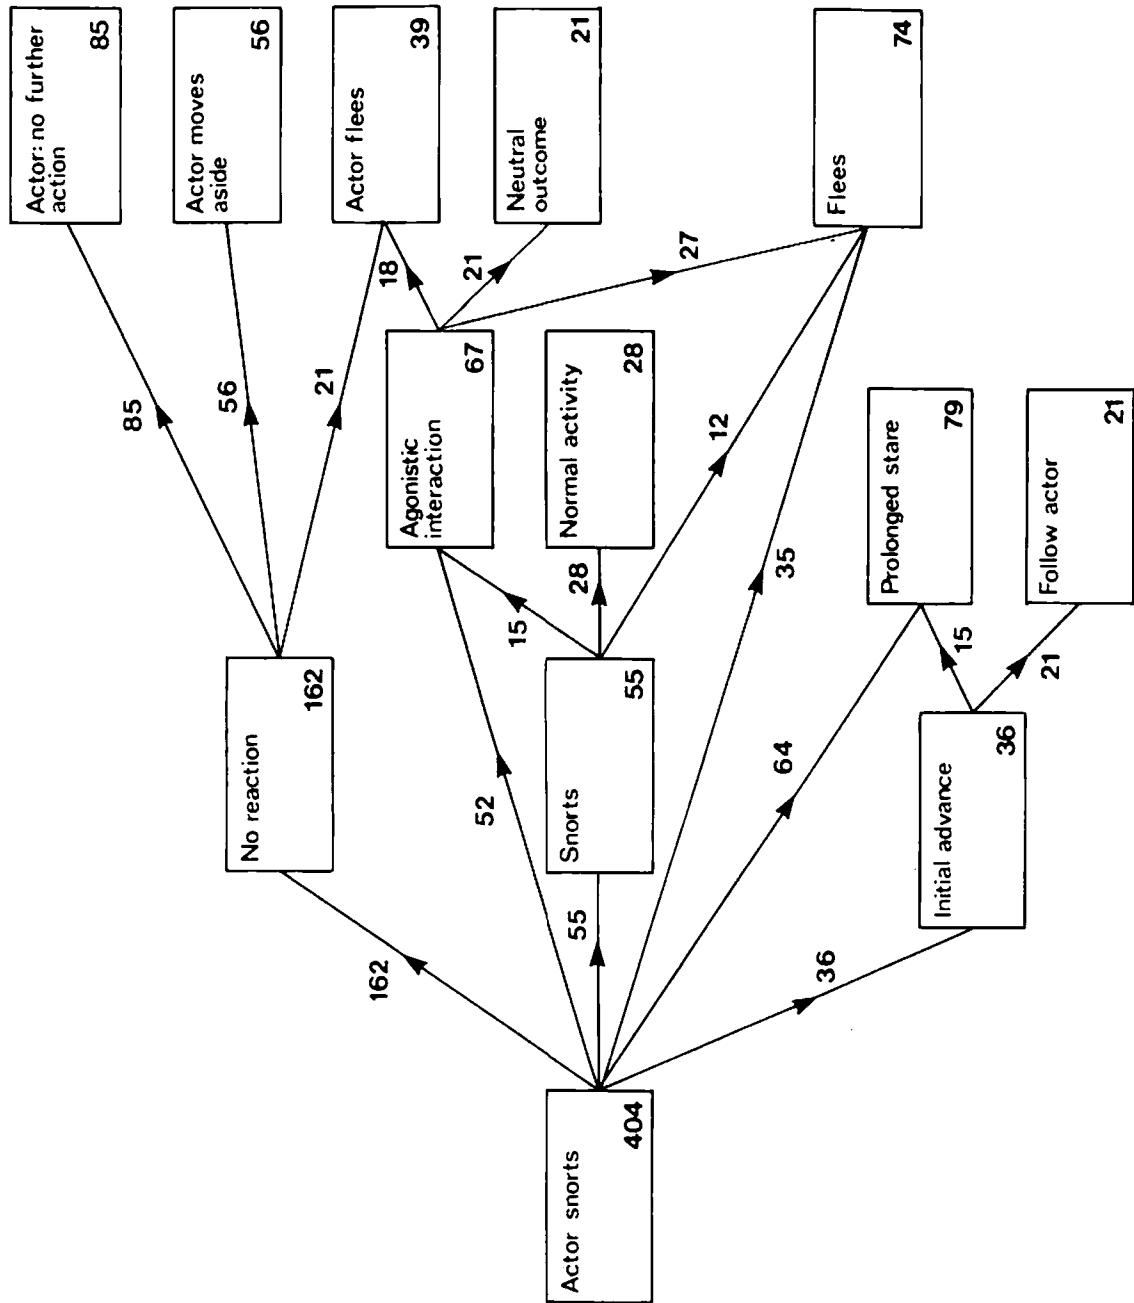 Actor snorts
404
162
52
55
35
64
36
No reaction
162
Snorts
55
Initial advance
36
85
56
21
15
28
12
15
21
Agonistic
interaction
67
Normal activity
28
Prolonged stare
79
Follow actor
21
18
21
27
Actor: no further
action
85
Actor moves
aside
56
Actor flees
39
Neutral
outcome
21
Flees
74